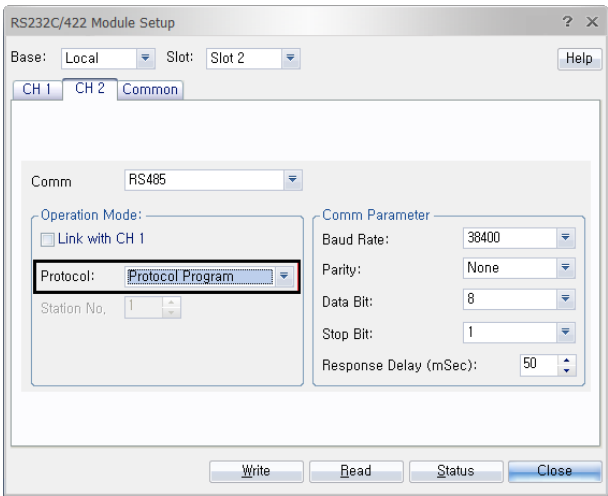 RS232C/422 Module Setup
Base: Local Slot: Slot 2 Help
CH 1 CH 2 Common
Comm RS485
Operation Mode:
Link with CH 1
Protocol: Protocol Program
Station No, 1
Comm Parameter
Baud Rate: 38400
Parity: None
Data Bit: 8
Stop Bit: 1
Response Delay (mSec): 50
Write Read Status Close